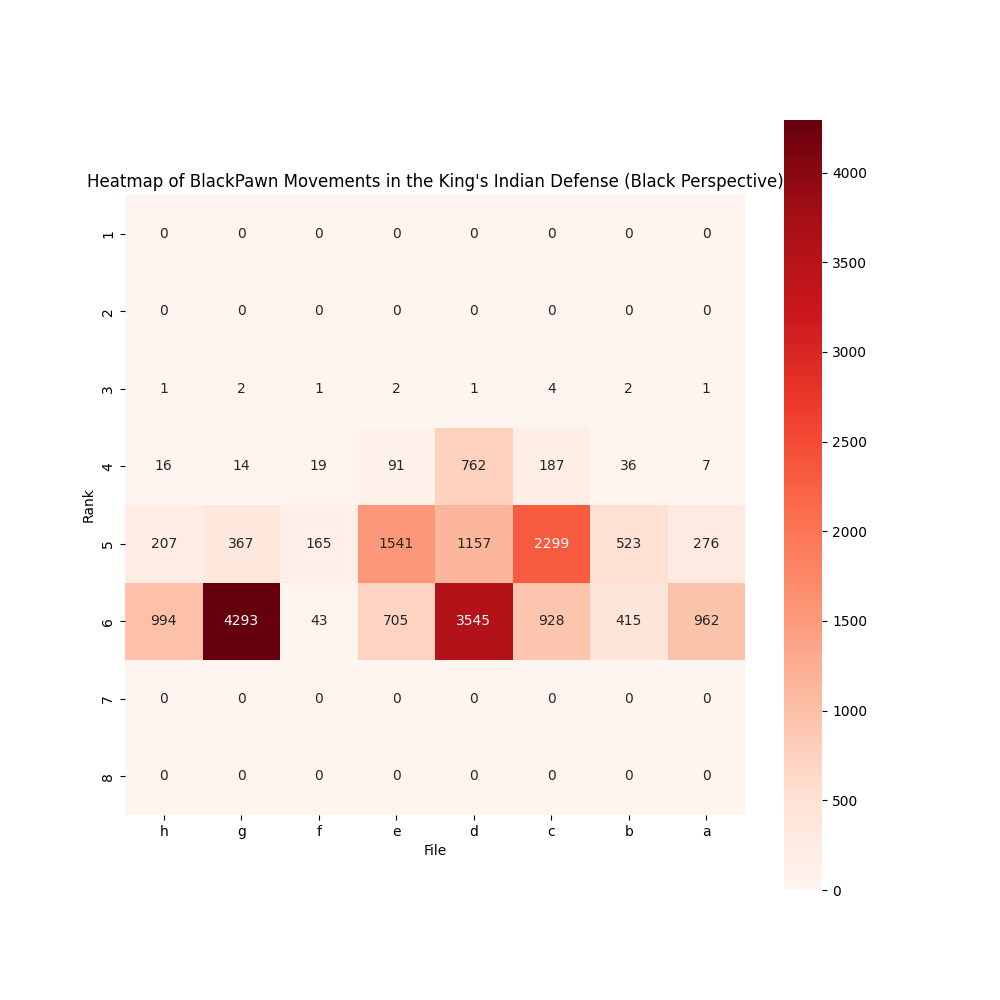 Heatmap of BlackPawn Movements in the King's Indian Defense (Black Perspective)
1 0 0 0 0 0 0 0 0
2 0 0 0 0 0 0 0 0
3 1 2 1 2 1 4 2 1
4 16 14 19 91 762 187 36 7
Rank
5 207 367 165 1541 1157 2299 523 276
6 994 4293 43 705 3545 928 415 962
7 0 0 0 0 0 0 0 0
8 0 0 0 0 0 0 0 0
h g f e d c b a
File
4000
3500
3000
2500
2000
1500
1000
500
0